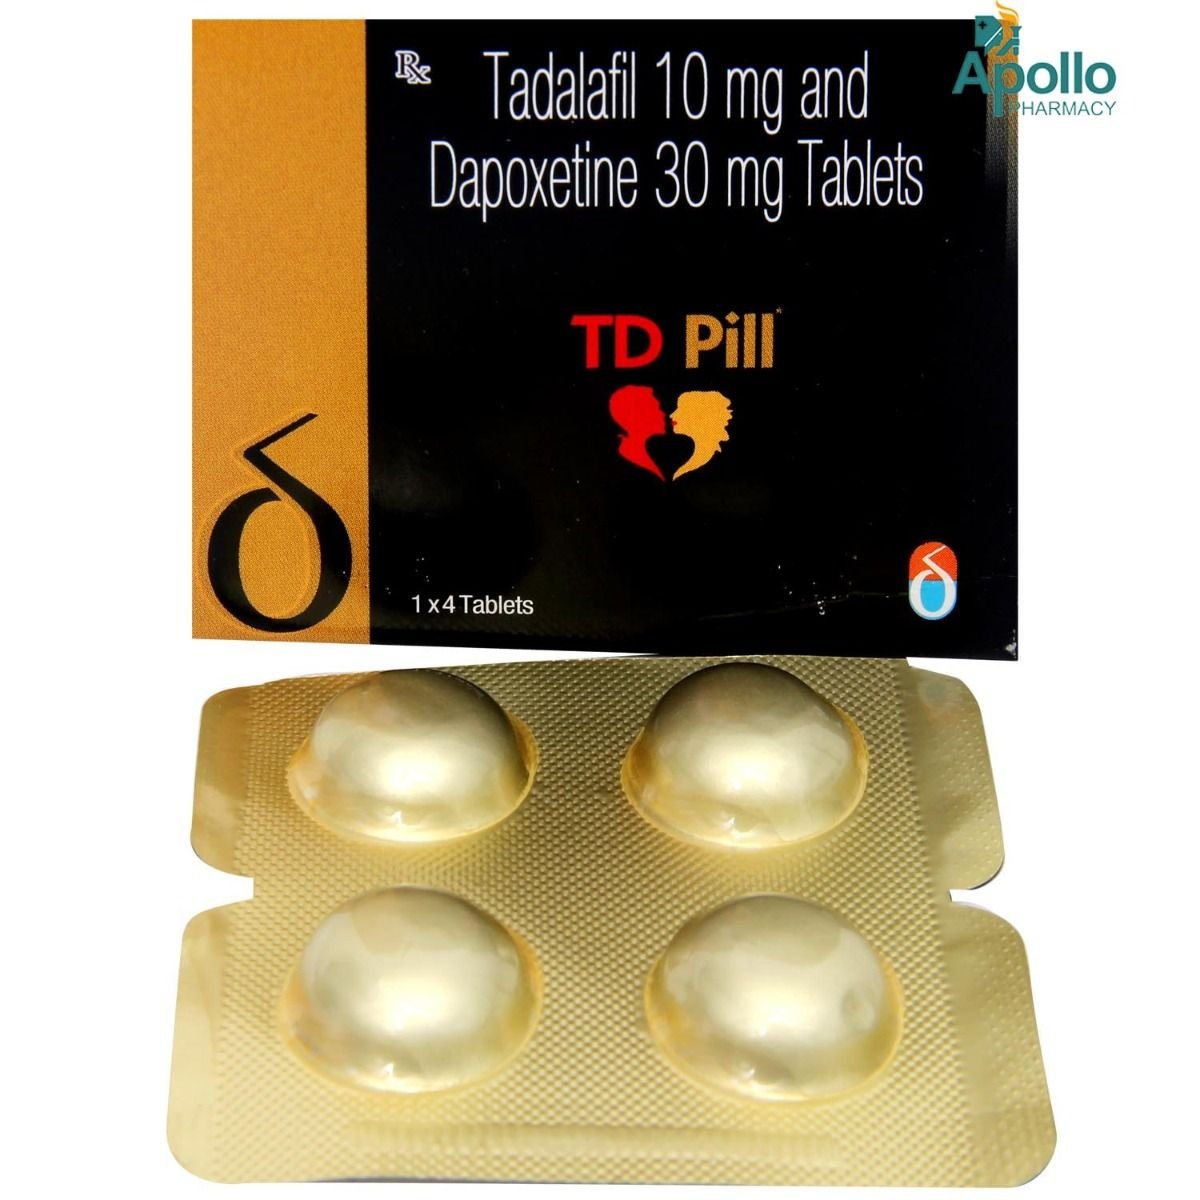 Apollo
PHARMACY
Rx
Tadalafil 10 mg and
Dapoxetine 30 mg Tablets
TD Pill*
1 x 4 Tablets